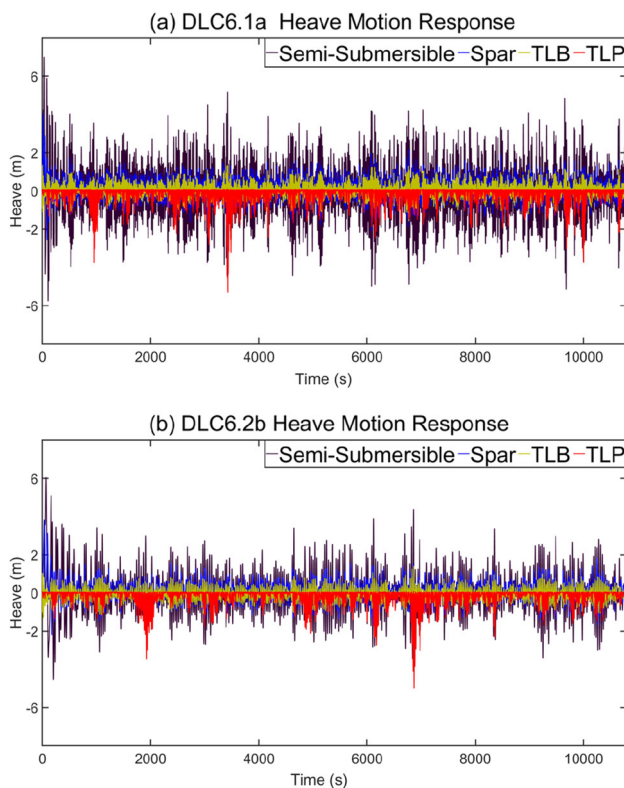 (a) DLC6.1a  Heave Motion Response
Semi-Submersible Spar TLB TLP
6
2
0
-2
-6
Heave (m)
0 2000 4000 6000 8000 10000
Time (s)
(b) DLC6.2b Heave Motion Response
Semi-Submersible Spar TLB TLP
6
2
0
-2
-6
Heave (m)
0 2000 4000 6000 8000 10000
Time (s)